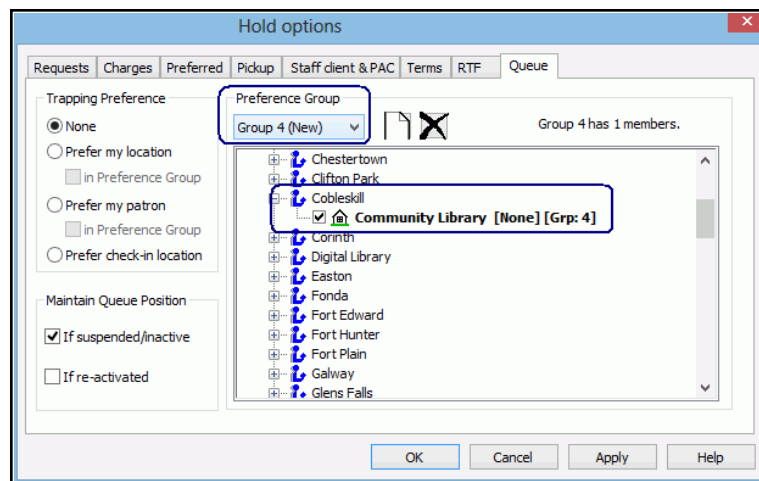 Hold options
Requests Charges Preferred Pickup Staff client & PAC Terms RTF Queue
Trapping Preference
None
Prefer my location
in Preference Group
Prefer my patron
in Preference Group
Prefer check-in location
Maintain Queue Position
If suspended/inactive
If re-activated
Preference Group
Group 4 (New)
Group 4 has 1 members.
Chestertown
Clifton Park
Cobleskill
Community Library [None] [Grp: 4]
Corinth
Digital Library
Easton
Fonda
Fort Edward
Fort Hunter
Fort Plain
Galway
Glens Falls
OK Cancel Apply Help